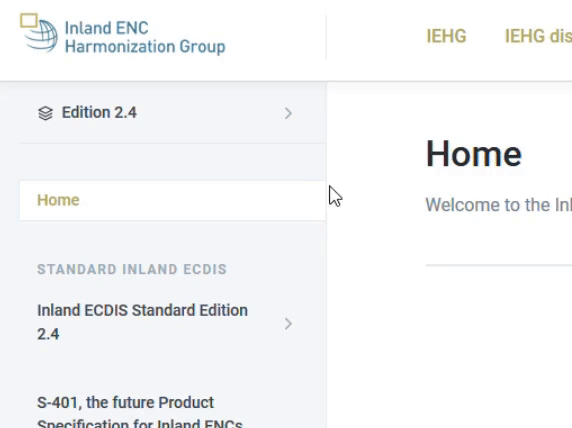 Inland ENC
Harmonization Group
IEHG
IEHG dis
Edition 2.4
Home
Welcome to the Inl
Home
STANDARD INLAND ECDIS
Inland ECDIS Standard Edition
2.4
S-401, the future Product
Specification for Inland ENCs